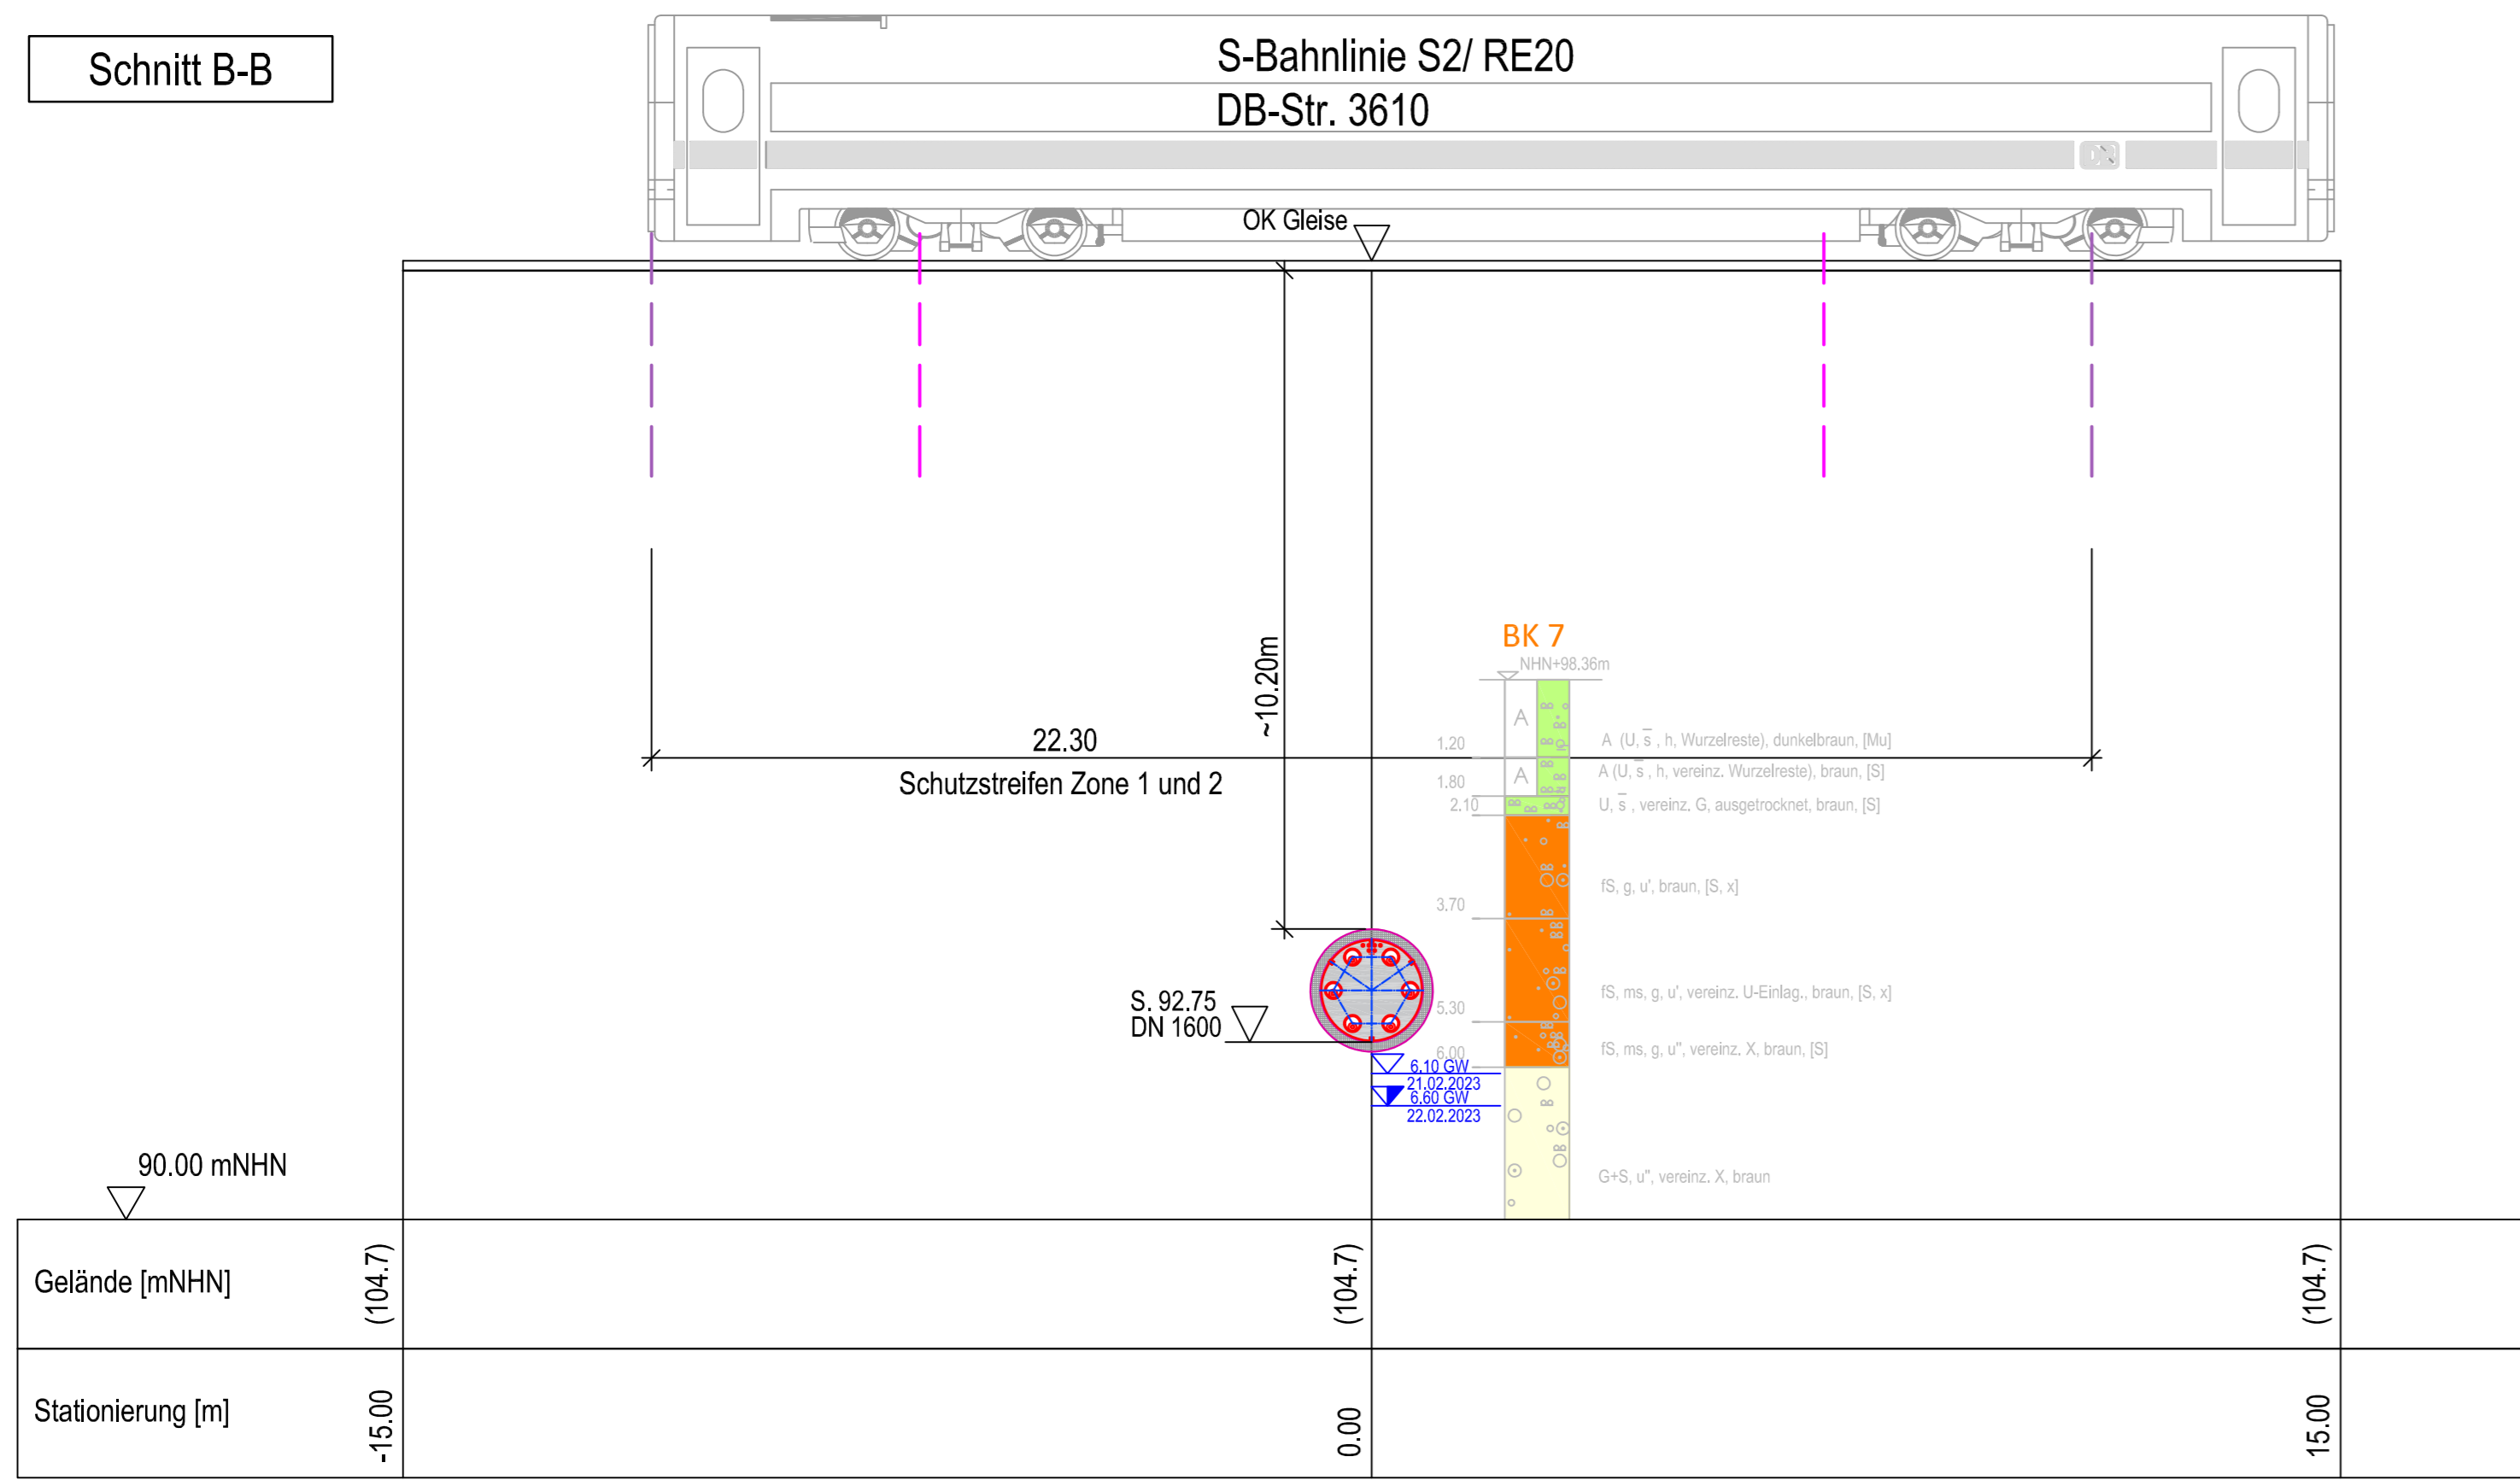 Schnitt B-B
S-Bahnlinie S2/ RE20
DB-Str. 3610
OK Gleise
~10.20m
22.30
Schutzstreifen Zone 1 und 2
BK 7
NHN+98.36m
A
1.20
A (U, s̅ , h, Wurzelreste), dunkelbraun, [Mu]
A
1.80
A (U, s̅ , h, vereinz. Wurzelreste), braun, [S]
2.10
U, s̅ , vereinz. G, ausgetrocknet, braun, [S]
fS, g, u', braun, [S, x]
3.70
fS, ms, g, u', vereinz. U-Einlag., braun, [S, x]
5.30
S. 92.75
DN 1600
fS, ms, g, u", vereinz. X, braun, [S]
6.00
6.10 GW
21.02.2023
6.60 GW
22.02.2023
G+S, u", vereinz. X, braun
90.00 mNHN
Gelände [mNHN]
(104.7)
(104.7)
(104.7)
Stationierung [m]
-15.00
0.00
15.00